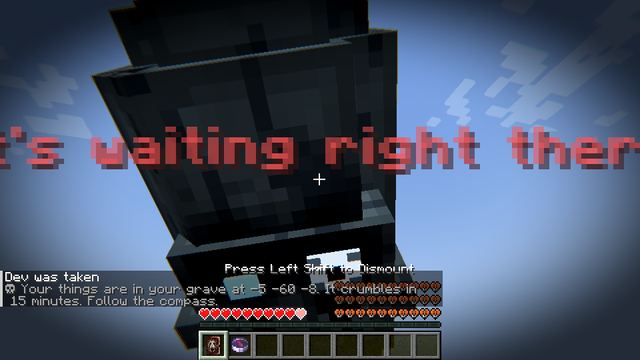 t's waiting right ther
Press Left Shift to Dismount
Dev was taken
☠ Your things are in your grave at -5 -60 -8. It crumbles in
15 minutes. Follow the compass.